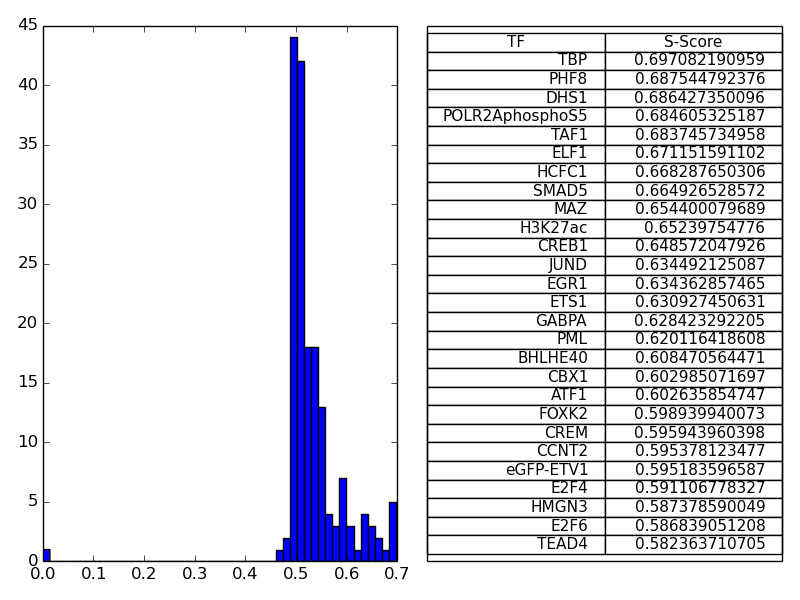 45
40
35
30
25
20
15
10
5
0
0.0 0.1 0.2 0.3 0.4 0.5 0.6 0.7
TF S-Score
TBP 0.697082190959
PHF8 0.687544792376
DHS1 0.686427350096
POLR2AphosphoS5 0.684605325187
TAF1 0.683745734958
ELF1 0.671151591102
HCFC1 0.668287650306
SMAD5 0.664926528572
MAZ 0.654400079689
H3K27ac 0.65239754776
CREB1 0.648572047926
JUND 0.634492125087
EGR1 0.634362857465
ETS1 0.630927450631
GABPA 0.628423292205
PML 0.620116418608
BHLHE40 0.608470564471
CBX1 0.602985071697
ATF1 0.602635854747
FOXK2 0.598939940073
CREM 0.595943960398
CCNT2 0.595378123477
eGFP-ETV1 0.595183596587
E2F4 0.591106778327
HMGN3 0.587378590049
E2F6 0.586839051208
TEAD4 0.582363710705